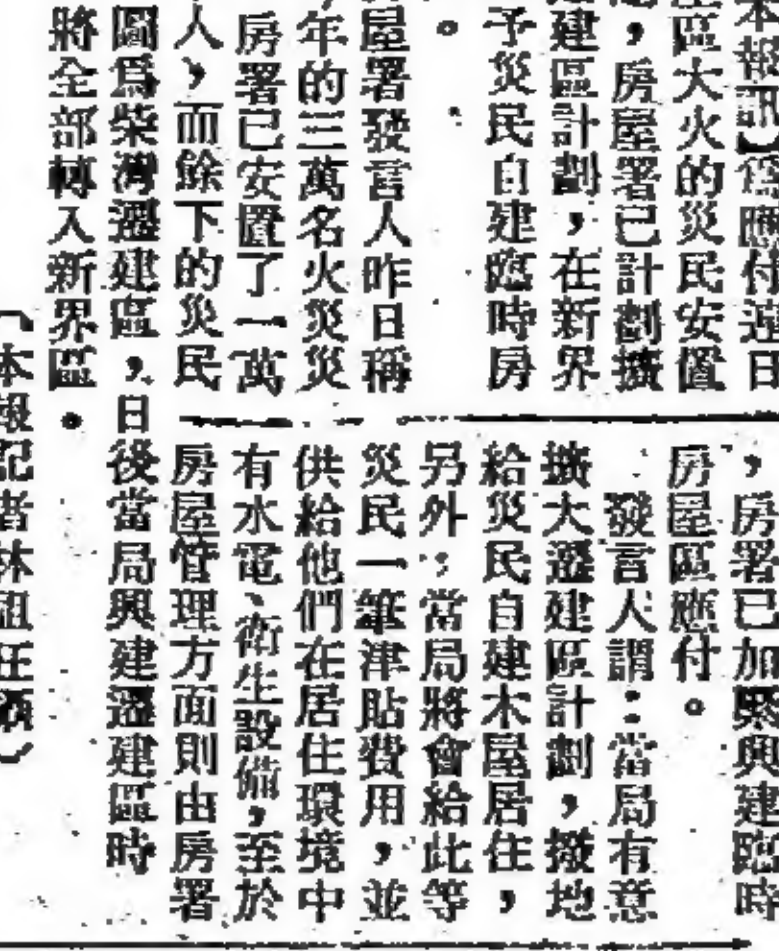 本報訊】爲應付連日
區大火的災民安置
，房屋署已計劃擴
建區計劃，在新界
予災民自建臨時房
。
屋署發言人昨日稱
年的三萬名火災災
房署已安置了一萬
人，而餘下的災民
，房署已加緊興建臨時
房屋區應付。
發言人謂：當局有意
擴大遷建區計劃，撥地
給災民自建木屋居住，
另外，當局將會給此等
災民一筆津貼費用，並
供給他們在居住環境中
有水電、衛生設備，至於
房屋管理方面則由房署
圖爲柴灣遷建區，日後當局興建遷建區時
將全部轉入新界區。
（本報記者林